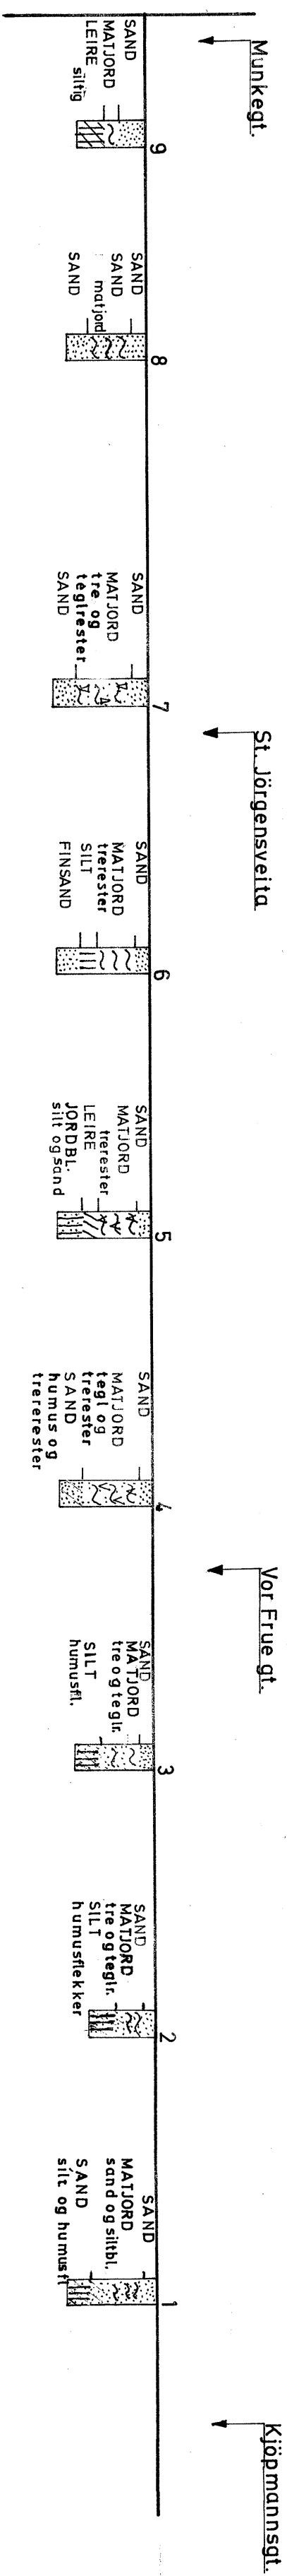 Munkegt.
St. Jörgensveita
Vor Frue gt.
Kjöpmannsgt.
9
SAND
MATJORD
LEIRE
siltig
8
SAND
SAND
matjord
SAND
7
SAND
MATJORD
tre og
teglrester
SAND
6
SAND
MATJORD
trerester
SILT
FINSAND
5
SAND
MATJORD
trerester
LEIRE
JORDBL.
silt og sand
4
SAND
MATJORD
tegl og
trerester
SAND
humus og
trererester
3
SAND
MATJORD
tre og teglr.
SILT
humusfl.
2
SAND
MATJORD
tre og teglr.
SILT
humusflekker
1
SAND
MATJORD
sand og siltbl.
SAND
silt og humusfl